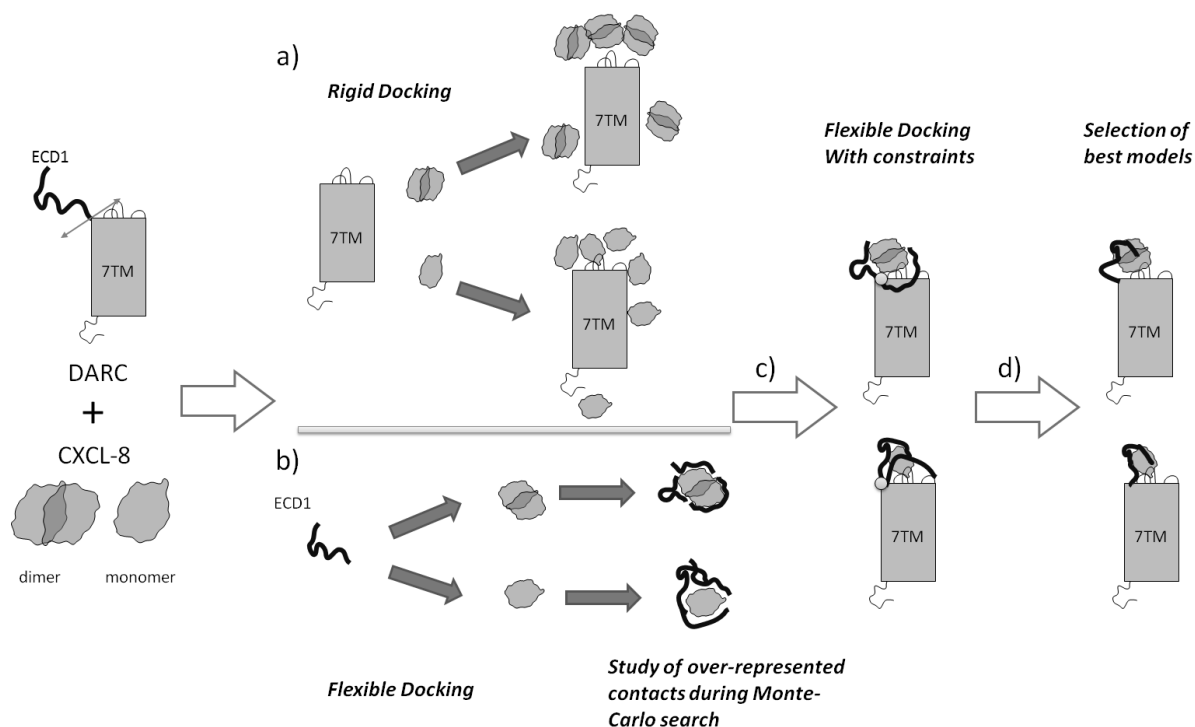 ECD1
7TM
DARC
+
CXCL-8
dimer
monomer
a)
Rigid Docking
7TM
7TM
7TM
b)
ECD1
Flexible Docking
Study of over-represented
contacts during Monte-
Carlo search
c)
Flexible Docking
With constraints
7TM
7TM
d)
Selection of
best models
7TM
7TM